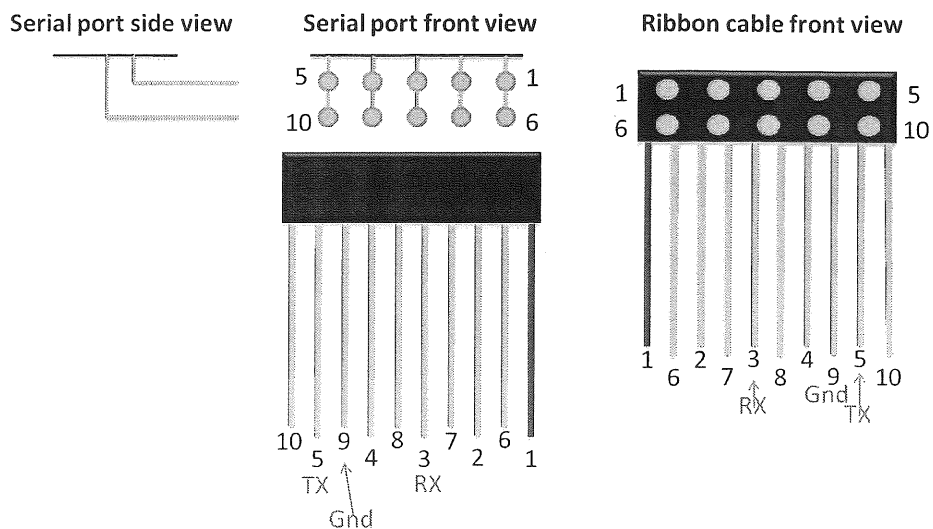 Serial port side view
Serial port front view
Ribbon cable front view
5 1
10 6
1 5
6 10
10 5 9 4 8 3 7 2 6 1
TX RX
Gnd
1 6 2 7 3 8 4 9 5 10
RX Gnd TX